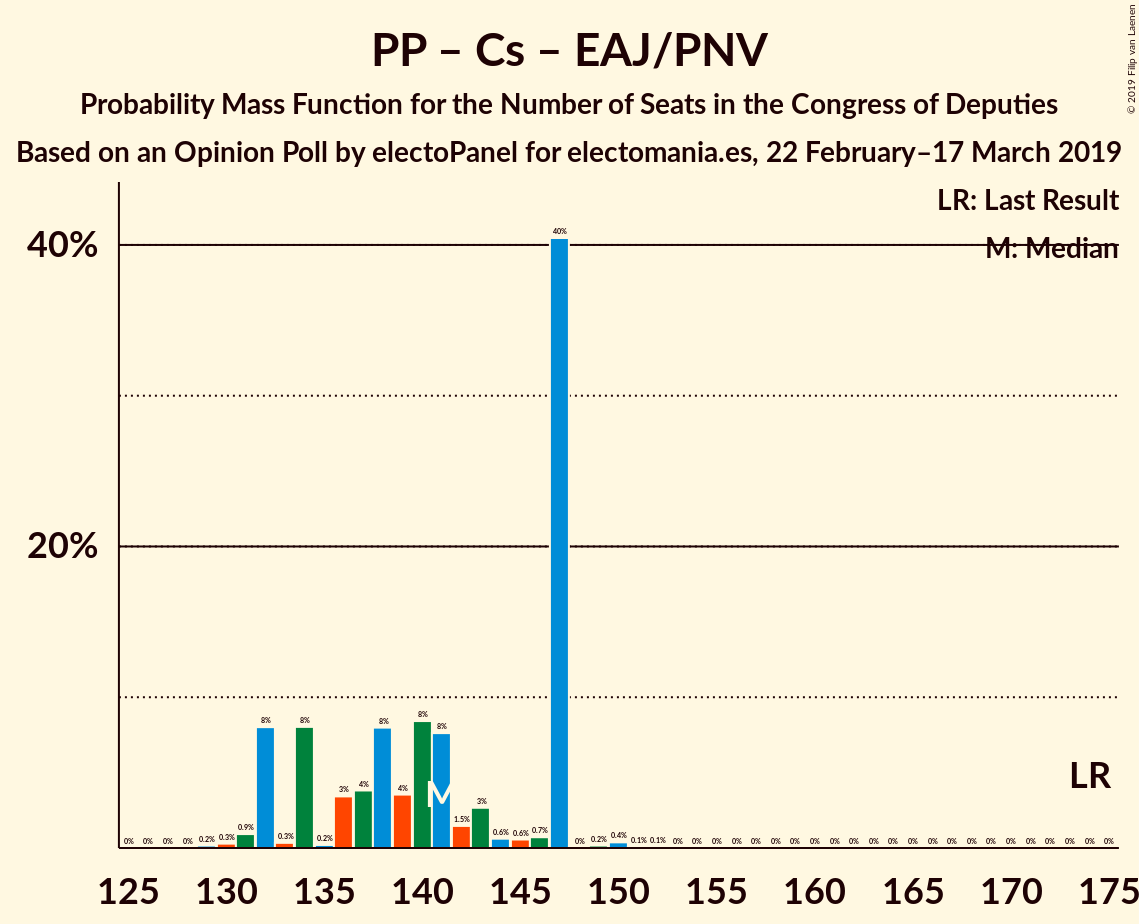 PP – Cs – EAJ/PNV
Probability Mass Function for the Number of Seats in the Congress of Deputies
Based on an Opinion Poll by electoPanel for electomania.es, 22 February–17 March 2019
© 2019 Filip van Laenen
LR: Last Result
M: Median
40%
20%
0% 0% 0% 0% 0.2% 0.3% 0.9% 8% 0.3% 8% 0.2% 3% 4% 8% 4% 8% 8% 1.5% 3% 0.6% 0.6% 0.7% 40% 0% 0.2% 0.4% 0.1% 0.1% 0% 0% 0% 0% 0% 0% 0% 0% 0% 0% 0% 0% 0% 0% 0% 0% 0% 0% 0% 0% 0% 0% 0%
M
LR
125 130 135 140 145 150 155 160 165 170 175